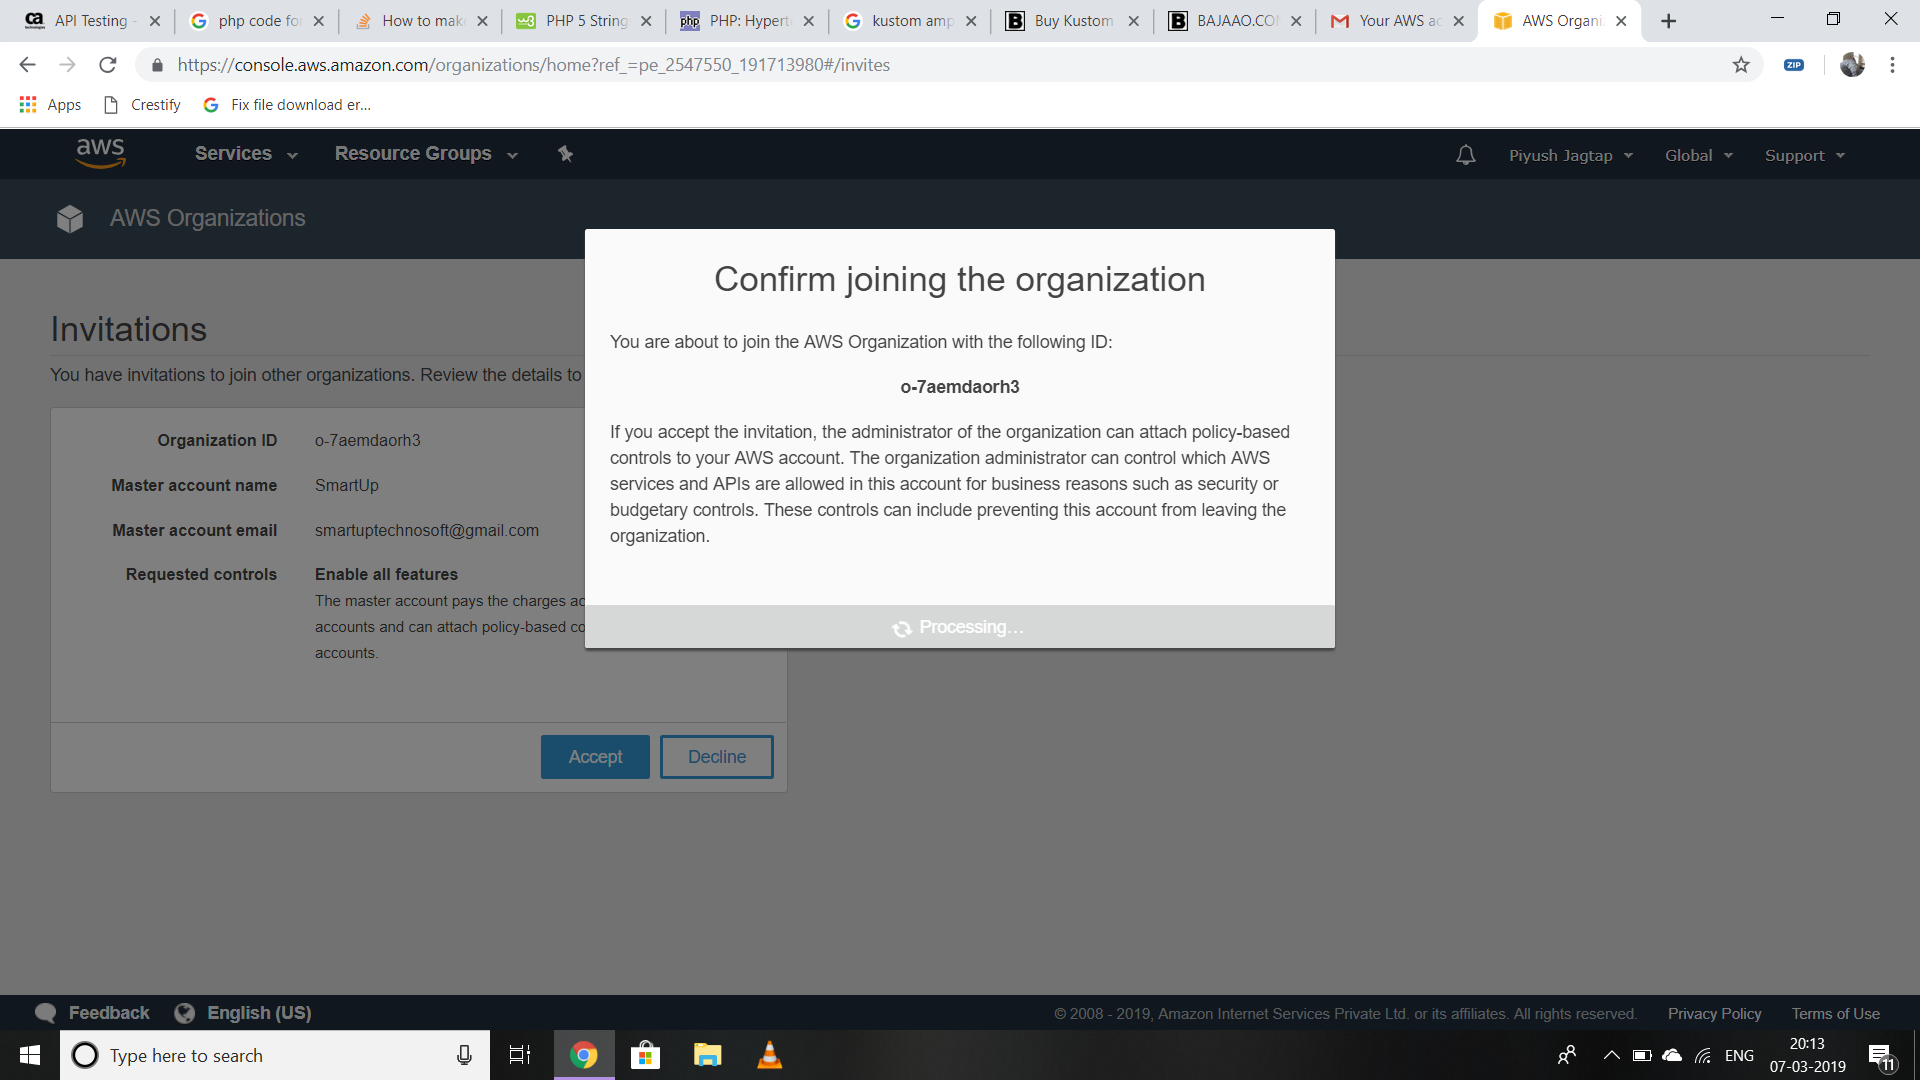 API Testing - php code fo How to mak PHP 5 String PHP: Hypert kustom amp Buy Kustom BAJAAO.CO Your AWS ac AWS Organi
https://console.aws.amazon.com/organizations/home?ref_=pe_2547550_191713980#/invites
ZIP
Apps Crestify Fix file download er...
aws Services Resource Groups Piyush Jagtap Global Support
AWS Organizations
Confirm joining the organization
You are about to join the AWS Organization with the following ID:
o-7aemdaorh3
If you accept the invitation, the administrator of the organization can attach policy-based
controls to your AWS account. The organization administrator can control which AWS
services and APIs are allowed in this account for business reasons such as security or
budgetary controls. These controls can include preventing this account from leaving the
organization.
Processing...
Invitations
You have invitations to join other organizations. Review the details to
Organization ID o-7aemdaorh3
Master account name SmartUp
Master account email smartuptechnosoft@gmail.com
Requested controls Enable all features
The master account pays the charges ac
accounts and can attach policy-based co
accounts.
Accept Decline
Feedback English (US) © 2008 - 2019, Amazon Internet Services Private Ltd. or its affiliates. All rights reserved. Privacy Policy Terms of Use
Type here to search ENG 20:13
07-03-2019 11